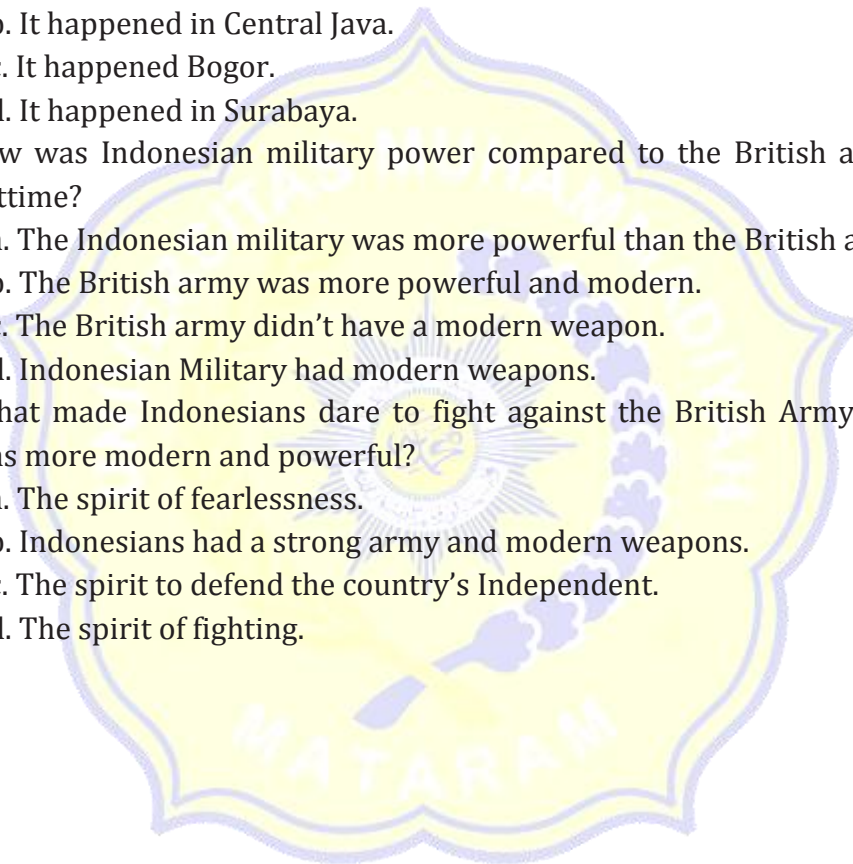 . It happened in Central Java.
. It happened Bogor.
. It happened in Surabaya.
w was Indonesian military power compared to the British a
ttime?
. The Indonesian military was more powerful than the British a
. The British army was more powerful and modern.
. The British army didn’t have a modern weapon.
. Indonesian Military had modern weapons.
hat made Indonesians dare to fight against the British Army
s more modern and powerful?
. The spirit of fearlessness.
. Indonesians had a strong army and modern weapons.
. The spirit to defend the country’s Independent.
. The spirit of fighting.
UNIVERSITAS MUHAMMADIYAH
MATARAM